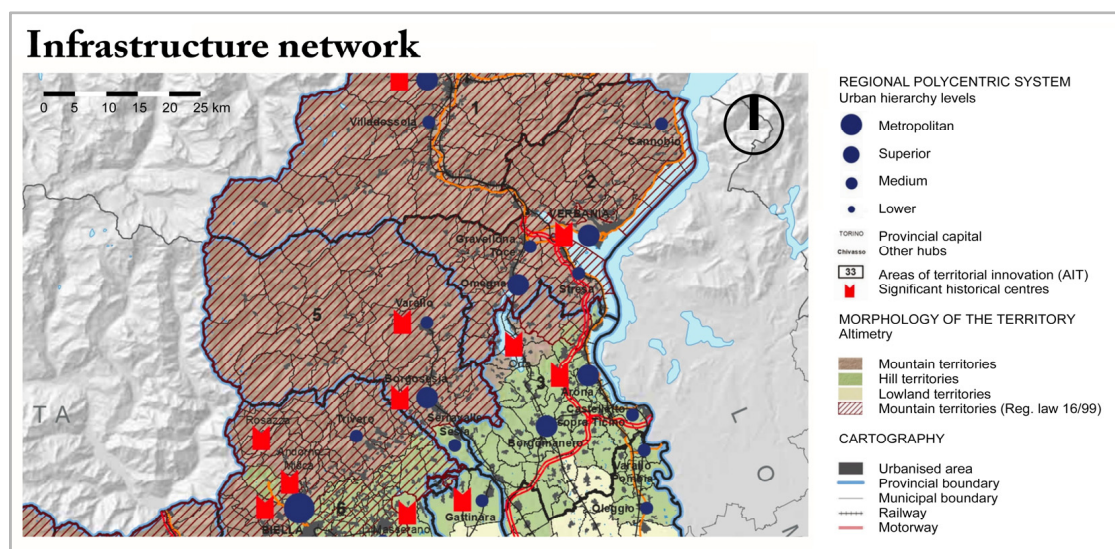 Infrastructure network
0 5 10 15 20 25 km
1
Villadossola
Cannobio
2
VERBANIA
Gravellona
Toce
Omegna
Stresa
5
Varallo
Orta
3
Arona
Borgosesia
Serravalle
Sesia
Castelletto
sopra Ticino
Borgomanero
Rosazza
Trivero
Andorno
Micca
Varallo
Pombia
Gattinara
Oleggio
BIELLA
6
Masserano
T A
L
O
REGIONAL POLYCENTRIC SYSTEM
Urban hierarchy levels
Metropolitan
Superior
Medium
Lower
TORINO Provincial capital
Chivasso Other hubs
33 Areas of territorial innovation (AIT)
Significant historical centres
MORPHOLOGY OF THE TERRITORY
Altimetry
Mountain territories
Hill territories
Lowland territories
Mountain territories (Reg. law 16/99)
CARTOGRAPHY
Urbanised area
Provincial boundary
Municipal boundary
Railway
Motorway